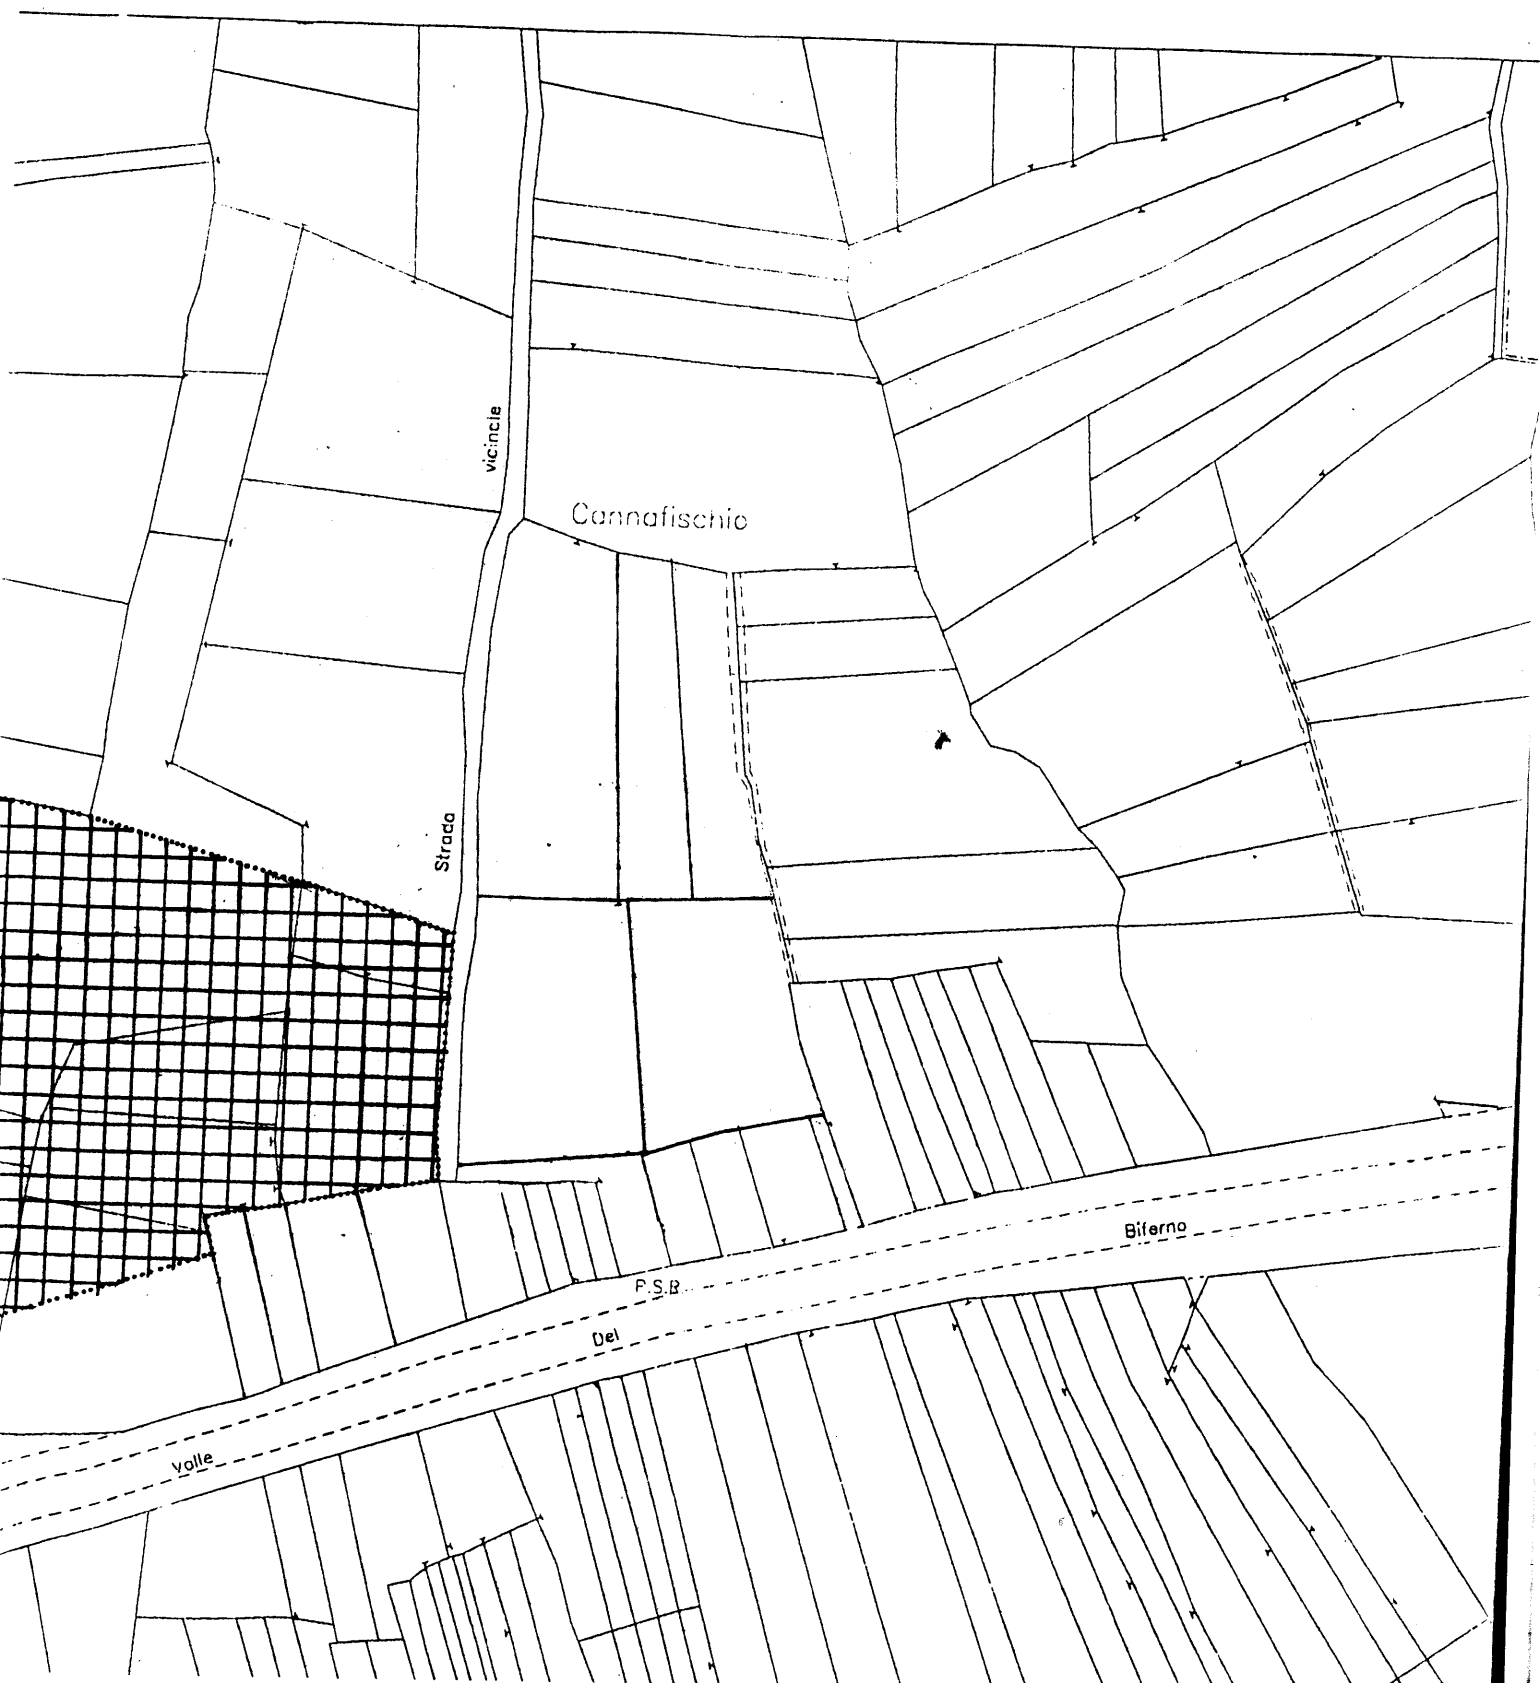 vicinale
Cannafischio
Strada
Biferno
F.S.B.
Del
Valle